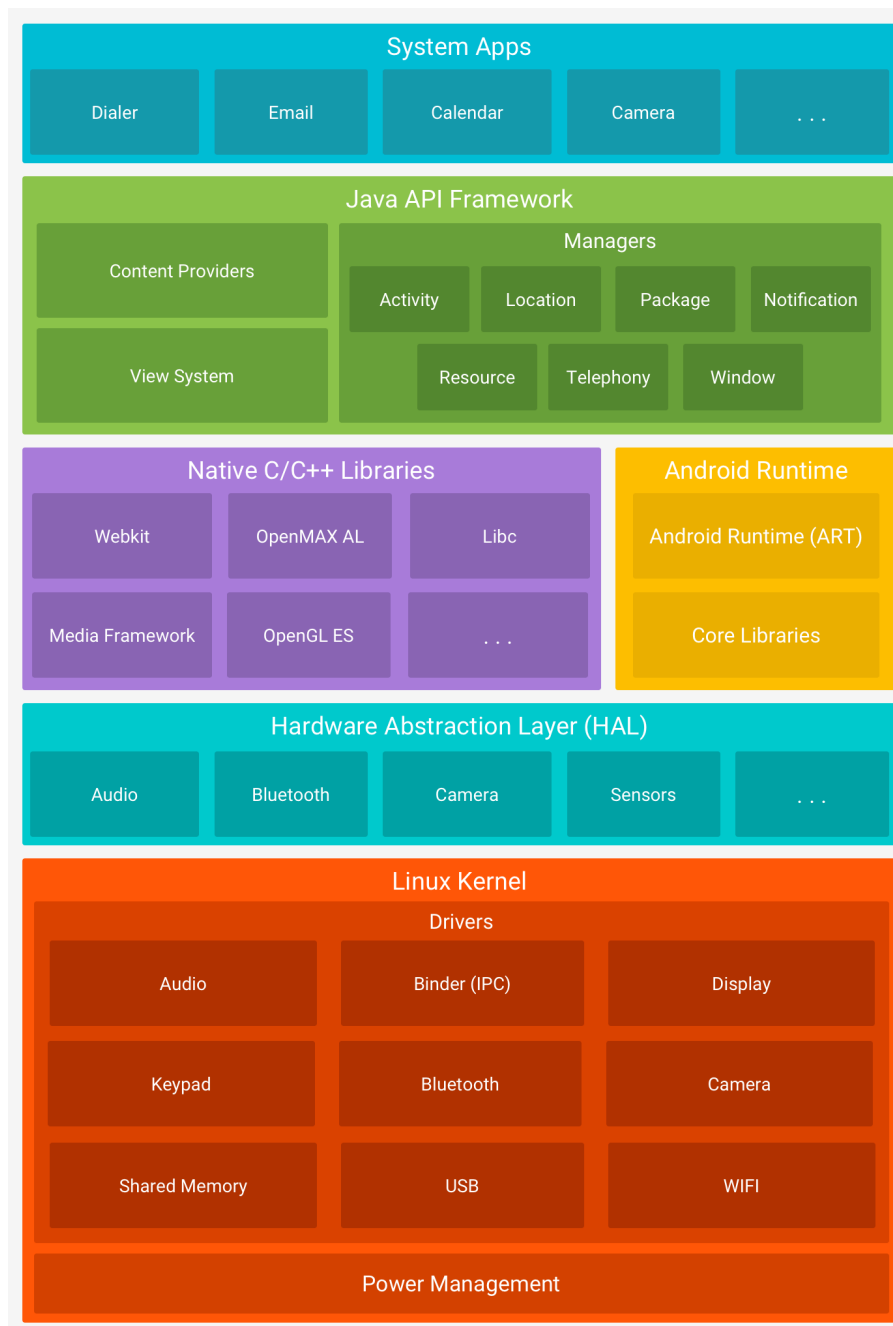 System Apps
Dialer
Email
Calendar
Camera
. . .
Java API Framework
Content Providers
View System
Managers
Activity
Location
Package
Notification
Resource
Telephony
Window
Native C/C++ Libraries
Webkit
OpenMAX AL
Libc
Media Framework
OpenGL ES
. . .
Android Runtime
Android Runtime (ART)
Core Libraries
Hardware Abstraction Layer (HAL)
Audio
Bluetooth
Camera
Sensors
. . .
Linux Kernel
Drivers
Audio
Binder (IPC)
Display
Keypad
Bluetooth
Camera
Shared Memory
USB
WIFI
Power Management